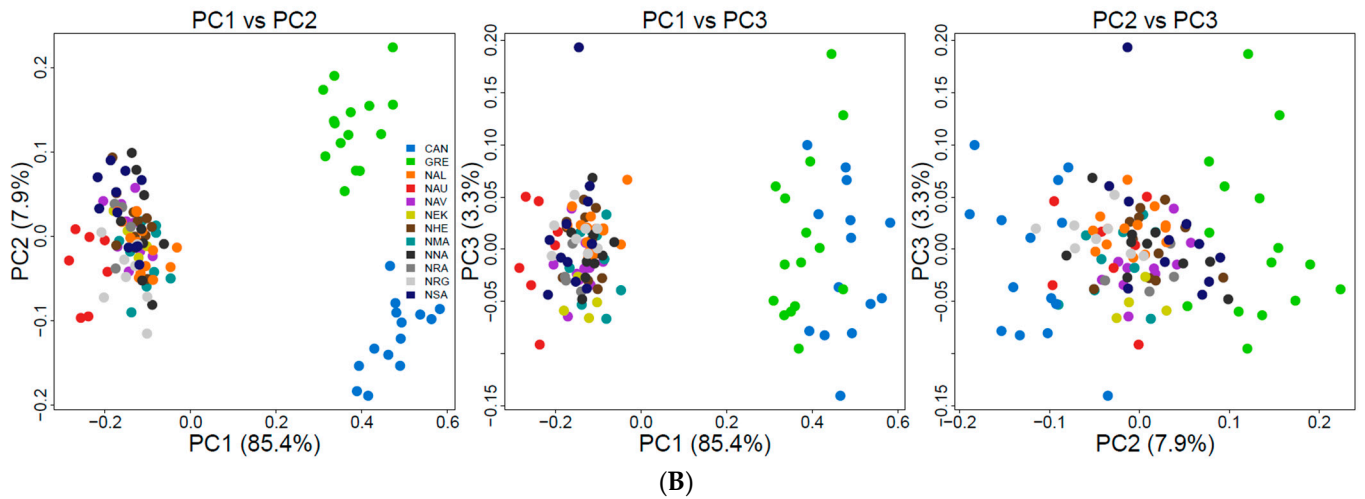 PC1 vs PC2
PC2 (7.9%)
0.2
0.1
0.0
−0.1
−0.2
−0.2
0.0
0.2
0.4
0.6
PC1 (85.4%)
CAN
GRE
NAL
NAU
NAV
NEK
NHE
NMA
NNA
NRA
NRG
NSA
PC1 vs PC3
PC3 (3.3%)
0.20
0.10
0.05
0.00
−0.05
−0.15
−0.2
0.0
0.2
0.4
0.6
PC1 (85.4%)
PC2 vs PC3
PC3 (3.3%)
0.20
0.10
0.05
0.00
−0.05
−0.15
−0.2
−0.1
0.0
0.1
0.2
PC2 (7.9%)
(B)